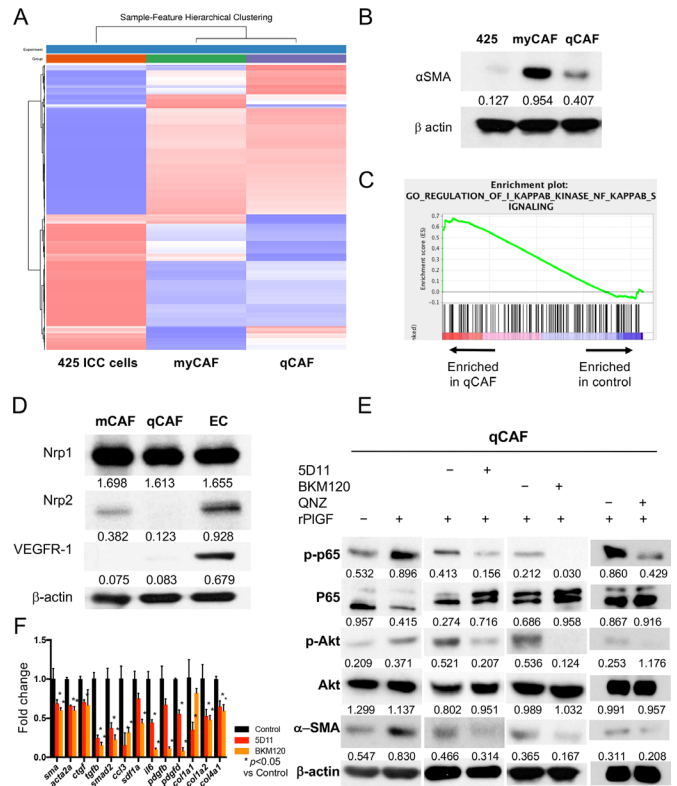 A
Sample-Feature Hierarchical Clustering
Experiment
Group
425 ICC cells myCAF qCAF
B
425 myCAF qCAF
αSMA
0.127 0.954 0.407
β actin
C
Enrichment plot:
GO_REGULATION_OF_I_KAPPAB_KINASE_NF_KAPPAB_S
IGNALING
Enrichment score (ES)
0.7
0.6
0.5
0.4
0.3
0.2
0.1
0.0
-0.1
nked)
Enriched in qCAF
Enriched in control
D
mCAF qCAF EC
Nrp1
1.698 1.613 1.655
Nrp2
0.382 0.123 0.928
VEGFR-1
0.075 0.083 0.679
β-actin
E
qCAF
5D11 – +
BKM120 – +
QNZ – +
rPlGF – + + + + + + +
p-p65
0.532 0.896 0.413 0.156 0.212 0.030 0.860 0.429
P65
0.957 0.415 0.274 0.716 0.686 0.958 0.867 0.916
p-Akt
0.209 0.371 0.521 0.207 0.536 0.124 0.253 1.176
Akt
1.299 1.137 0.802 0.951 0.989 1.032 0.991 0.957
α–SMA
0.547 0.830 0.466 0.314 0.365 0.167 0.311 0.208
β-actin
F
Fold change
1.5
1.0
0.5
0.0
sma acta2a ctgf tgfb smad2 ccl3 sdf1a il6 pdgfb pdgfd col1a1 col1a2 col4a1
Control
5D11
BKM120
* p<0.05
vs Control